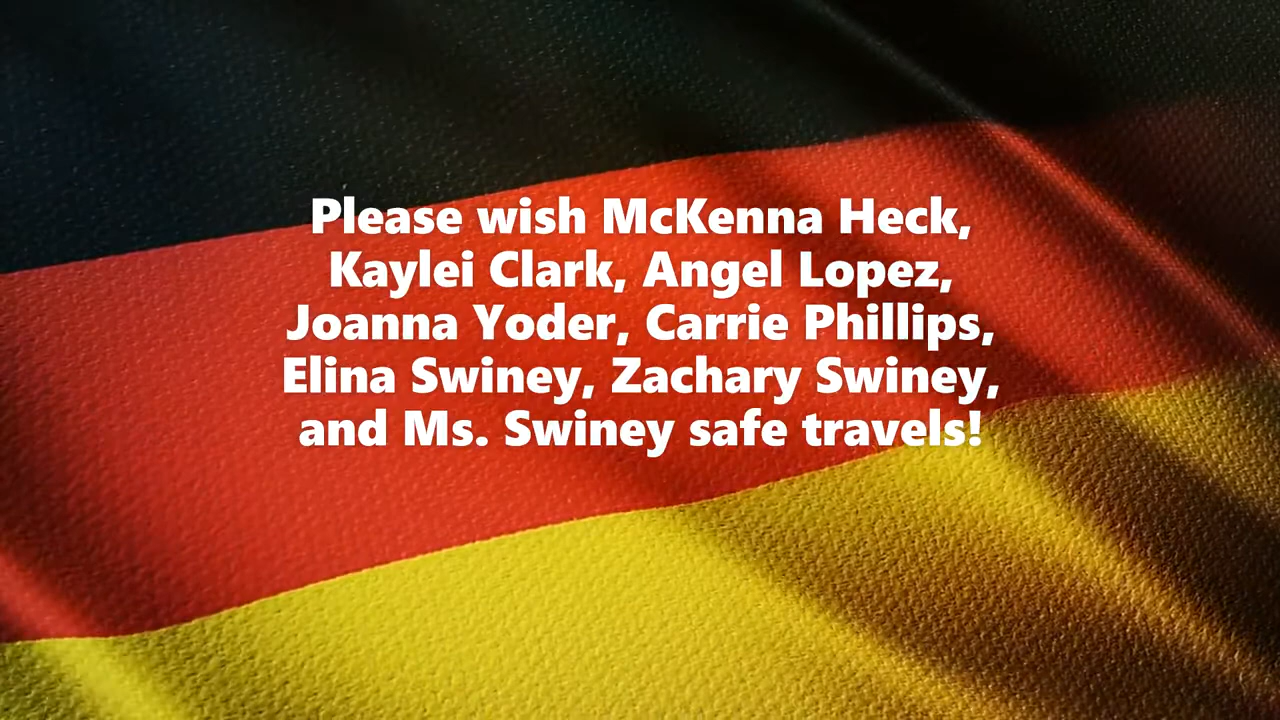 Please wish McKenna Heck,
Kaylei Clark, Angel Lopez,
Joanna Yoder, Carrie Phillips,
Elina Swiney, Zachary Swiney,
and Ms. Swiney safe travels!